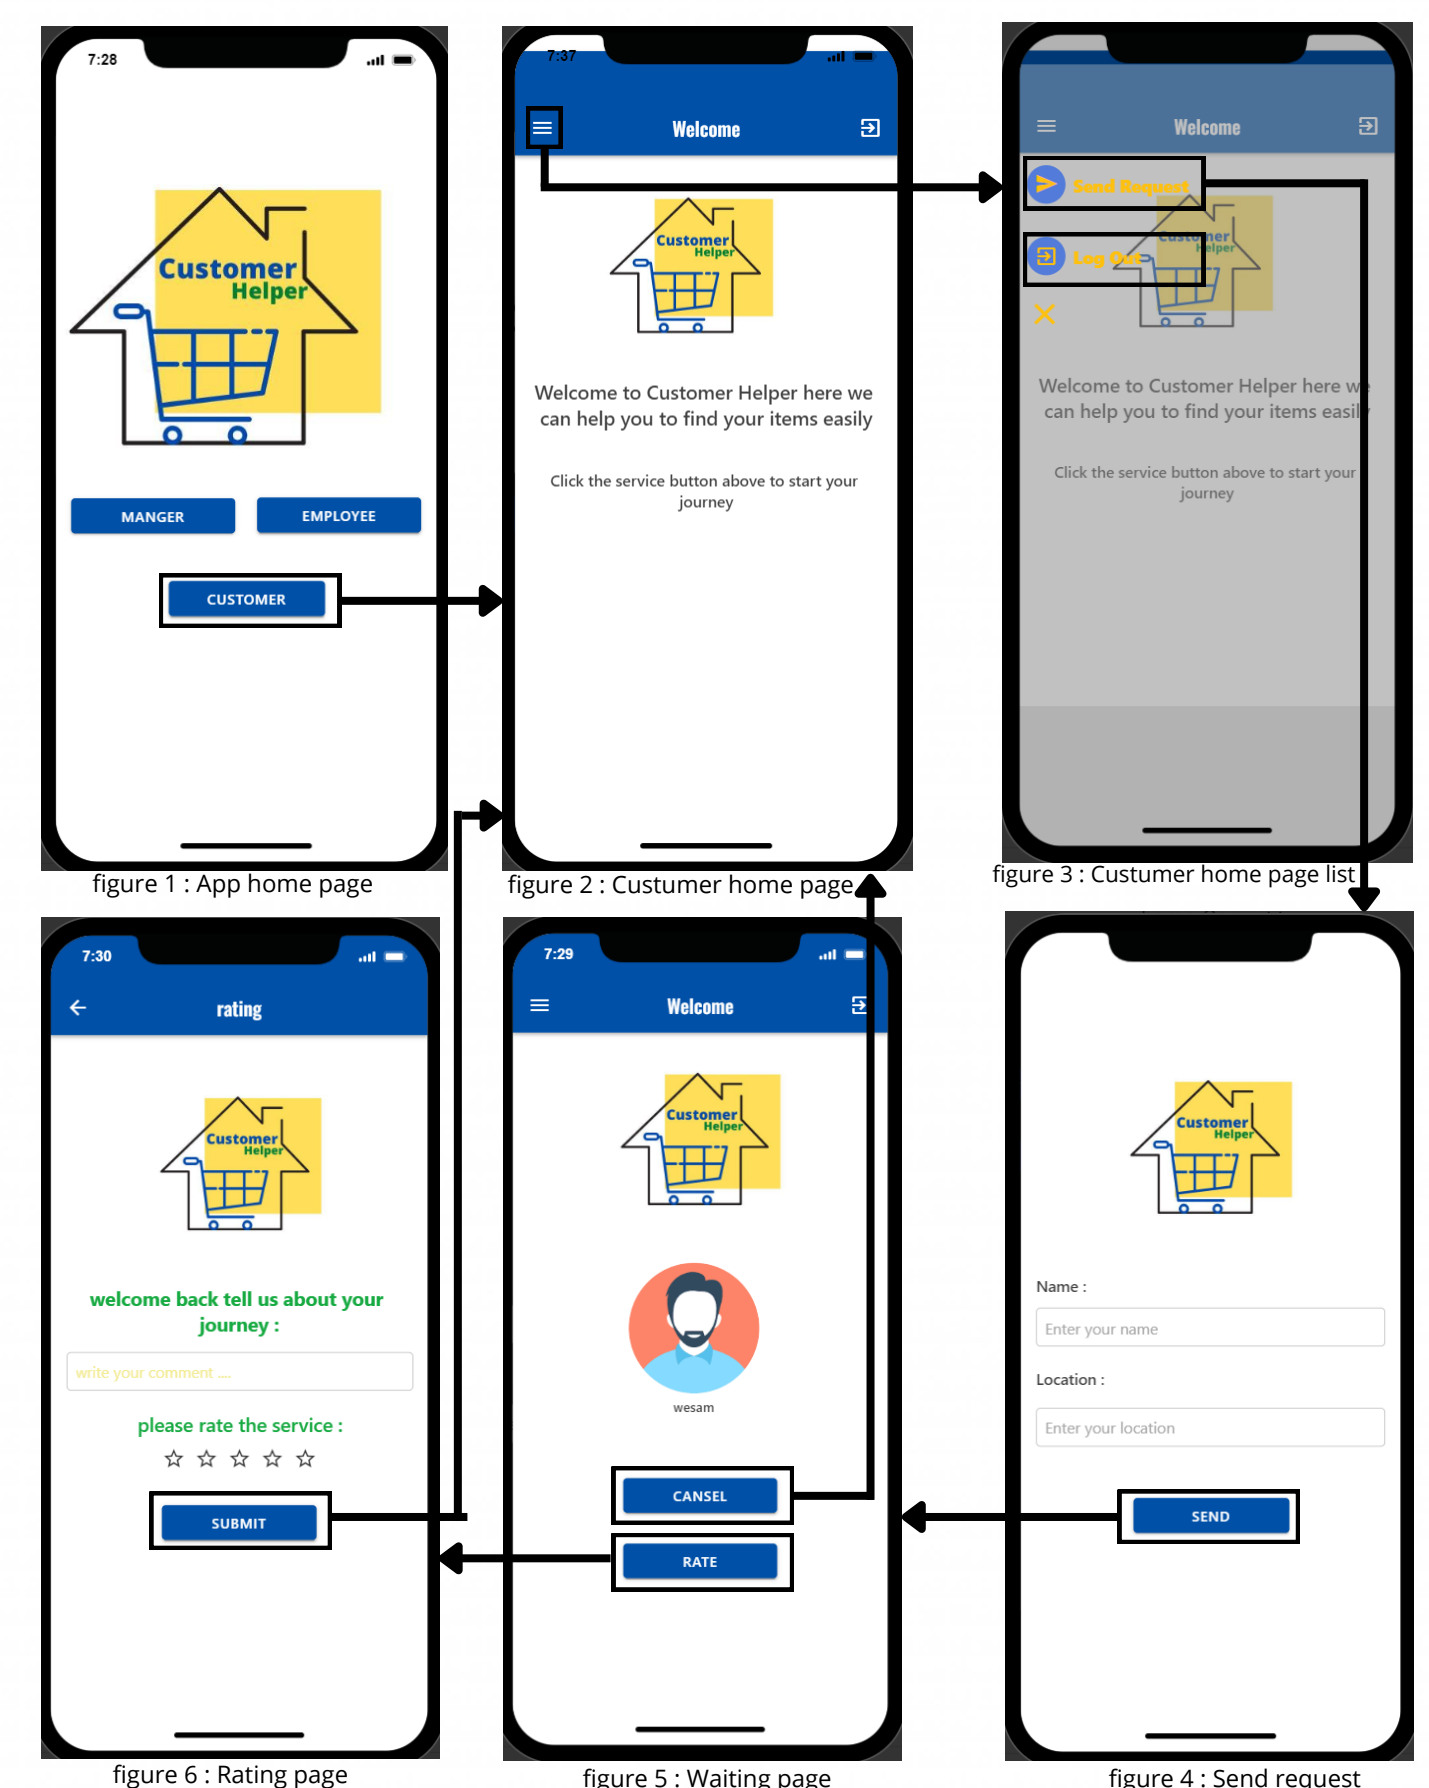 7:28
Customer
Helper
MANGER
EMPLOYEE
CUSTOMER
figure 1 : App home page
7:37
Welcome
Customer
Helper
Welcome to Customer Helper here we
can help you to find your items easily
Click the service button above to start your
journey
figure 2 : Custumer home page
Welcome
Send Request
Customer
Helper
Log Out
Welcome to Customer Helper here we
can help you to find your items easily
Click the service button above to start your
journey
figure 3 : Custumer home page list
7:30
rating
Customer
Helper
welcome back tell us about your
journey :
write your comment ....
please rate the service :
SUBMIT
figure 6 : Rating page
7:29
Welcome
Customer
Helper
wesam
CANSEL
RATE
figure 5 : Waiting page
Customer
Helper
Name :
Enter your name
Location :
Enter your location
SEND
figure 4 : Send request